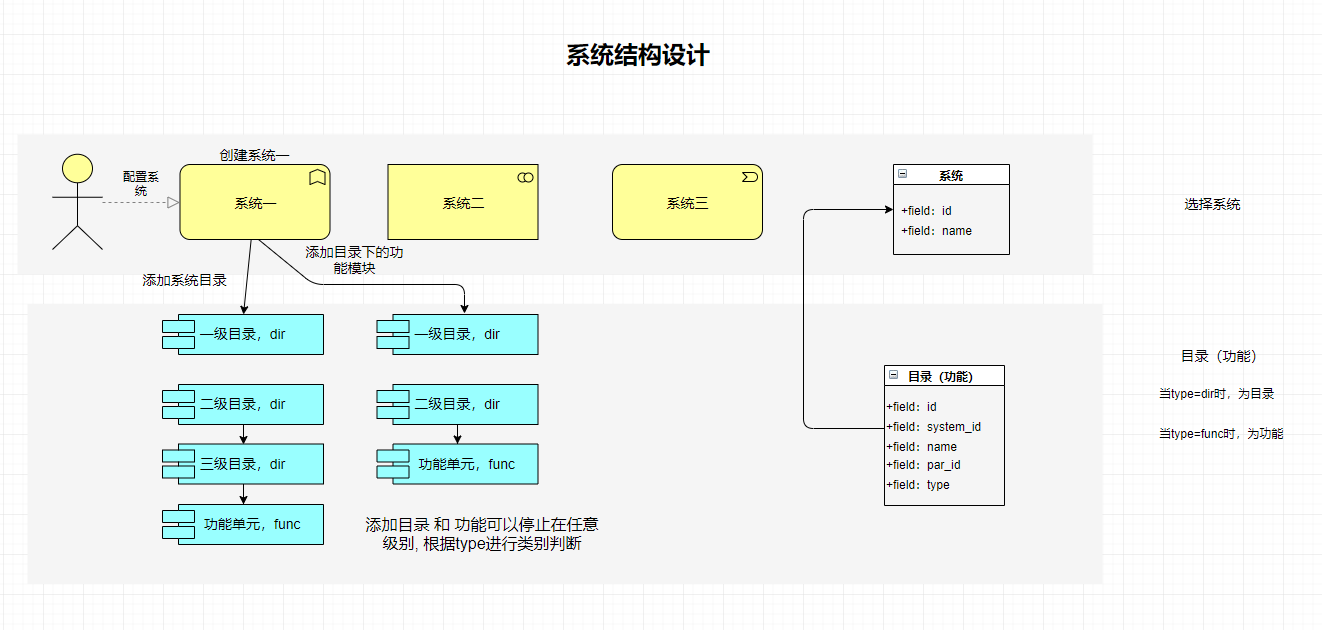 系统结构设计
创建系统一
配置系
统
系统一
系统二
系统三
系统
+field: id
+field: name
选择系统
添加目录下的功
能模块
添加系统目录
一级目录，dir
一级目录，dir
二级目录，dir
二级目录，dir
三级目录，dir
功能单元，func
功能单元，func
添加目录 和 功能可以停止在任意
级别, 根据type进行类别判断
目录（功能）
+field: id
+field: system_id
+field: name
+field: par_id
+field: type
目录（功能）
当type=dir时，为目录
当type=func时，为功能